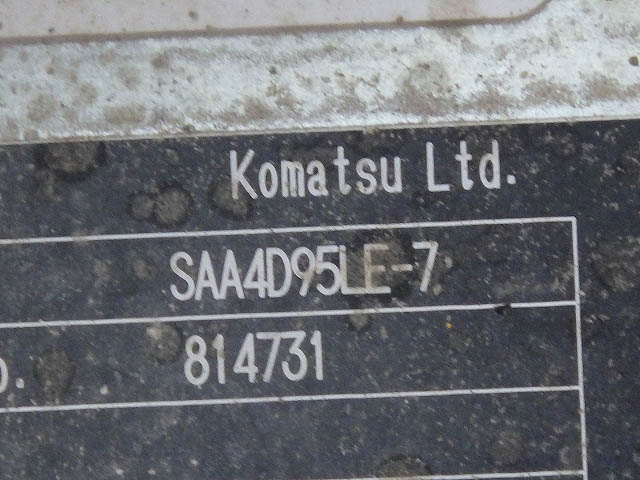 Komatsu Ltd.
SAA4D95LE-7
o. 814731